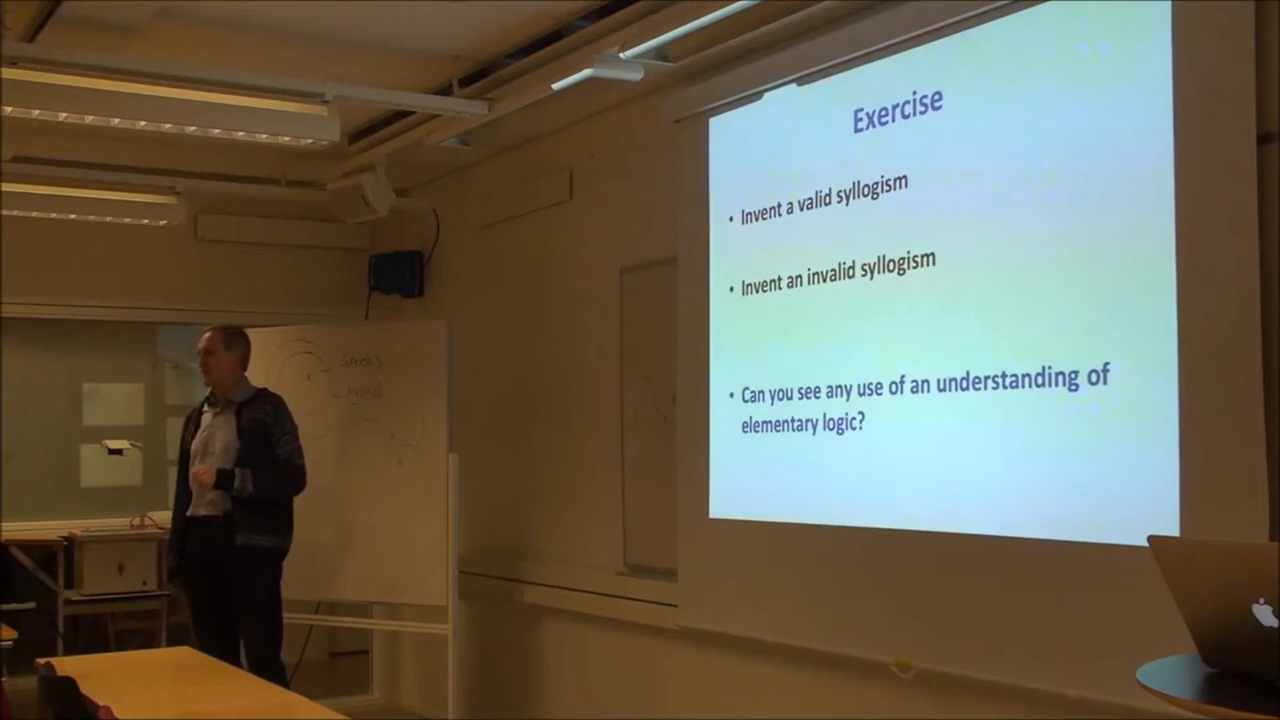 Exercise
• Invent a valid syllogism
• Invent an invalid syllogism
• Can you see any use of an understanding of
elementary logic?
Greeks